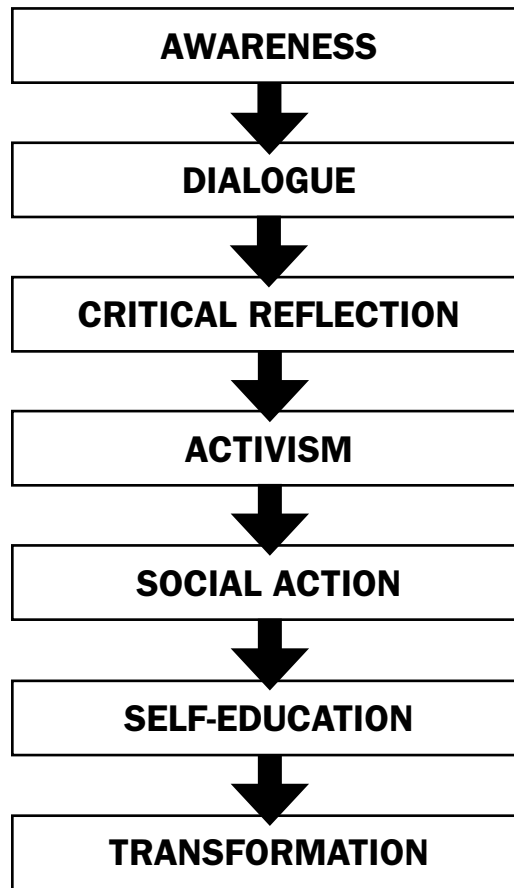 AWARENESS
DIALOGUE
CRITICAL REFLECTION
ACTIVISM
SOCIAL ACTION
SELF-EDUCATION
TRANSFORMATION